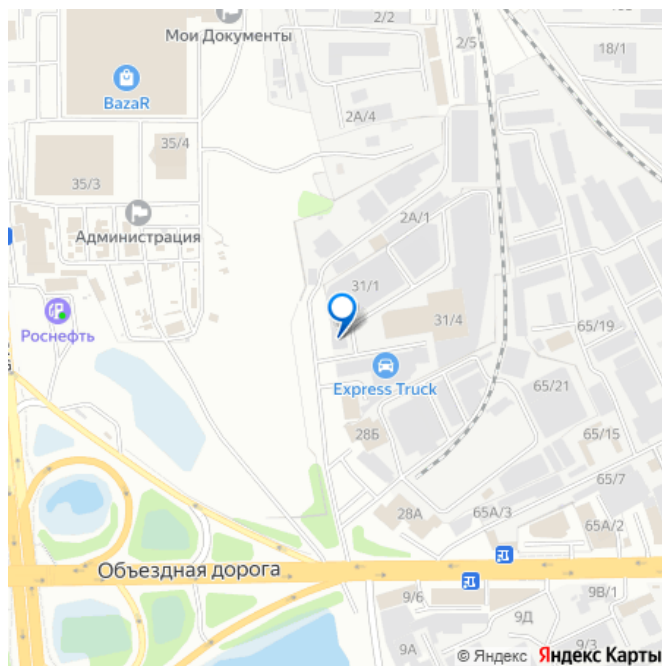 2/2
Мои Документы
2/5
18/1
BazaR
2А/4
35/4
35/3
2А/1
Администрация
31/1
31/4
65/19
Роснефть
Express Truck
65/21
28Б
65/15
65/7
28А
65А/3
65А/2
Объездная дорога
9/6
9В/1
9Д
9А
9/3
© Яндекс Яндекс Карты